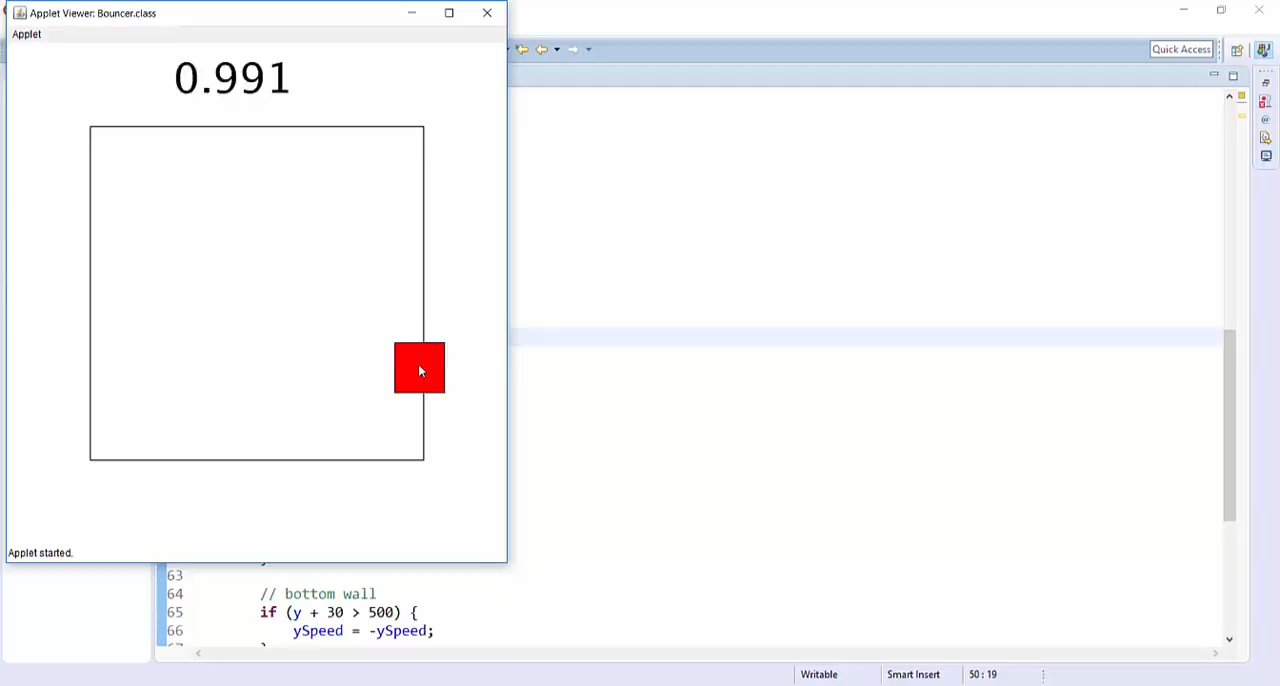 Applet Viewer: Bouncer.class
Applet
Quick Access
0.991
Applet started.
63
64 // bottom wall
65 if (y + 30 > 500) {
66 ySpeed = -ySpeed;
Writable Smart Insert 50 : 19